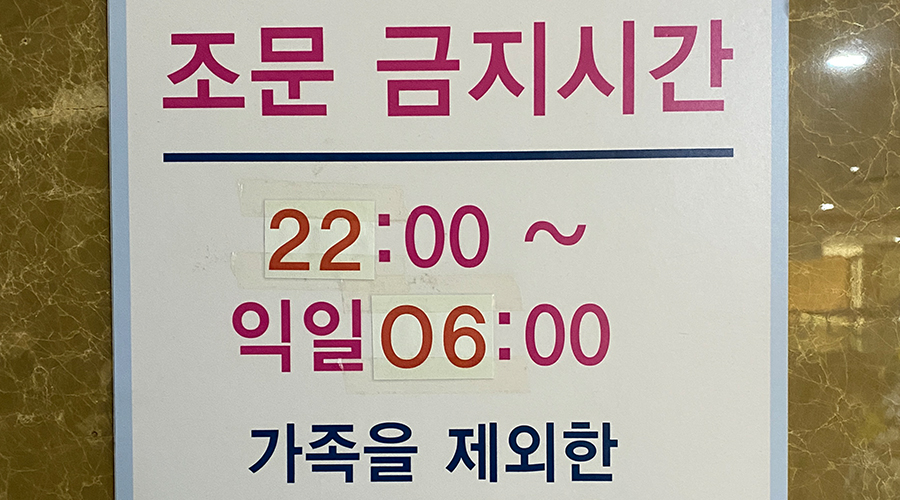 조문 금지시간
22:00 ~
익일 06:00
가족을 제외한